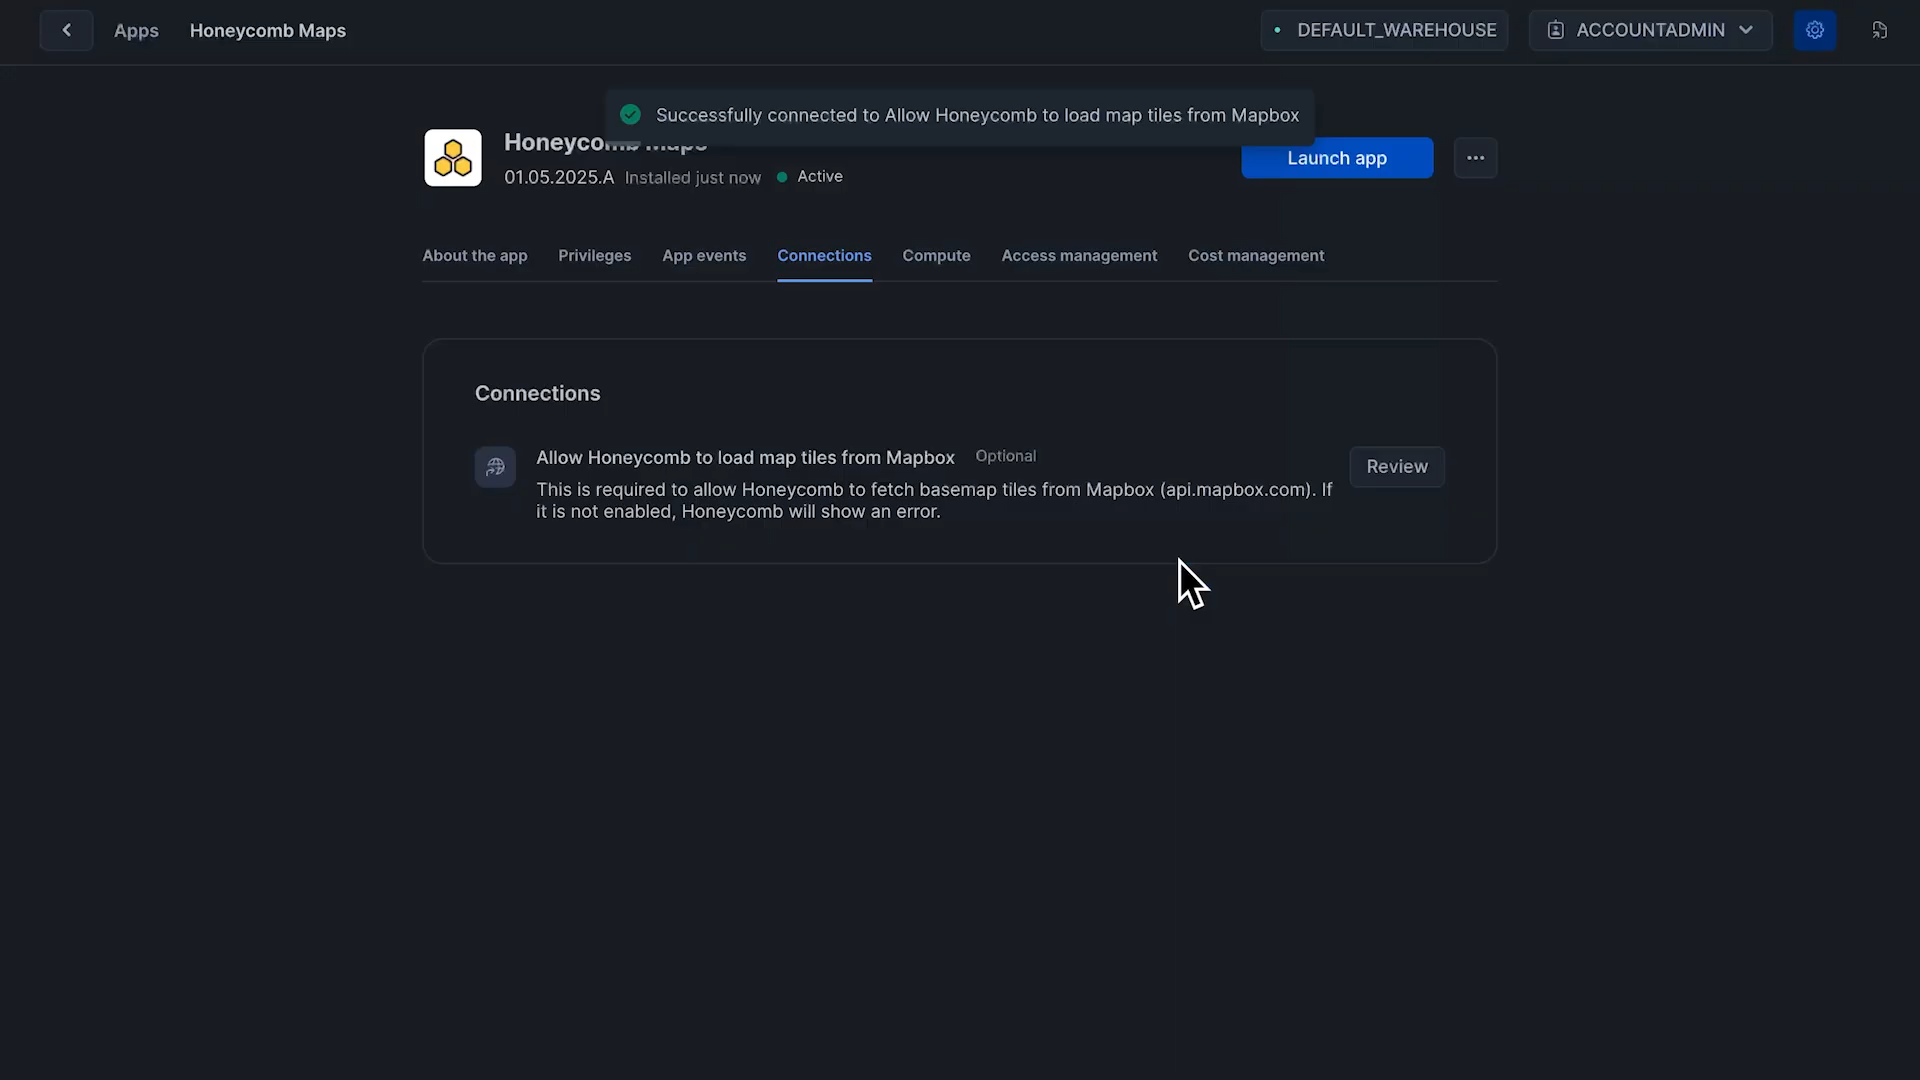 Apps
Honeycomb Maps
DEFAULT_WAREHOUSE
ACCOUNTADMIN
Successfully connected to Allow Honeycomb to load map tiles from Mapbox
Honeycomb Maps
Launch app
01.05.2025.A Installed just now Active
About the app
Privileges
App events
Connections
Compute
Access management
Cost management
Connections
Allow Honeycomb to load map tiles from Mapbox Optional
Review
This is required to allow Honeycomb to fetch basemap tiles from Mapbox (api.mapbox.com). If
it is not enabled, Honeycomb will show an error.